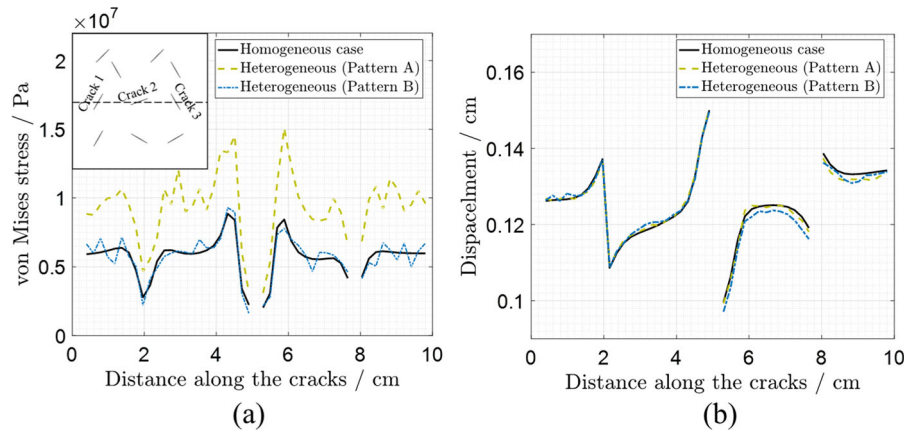 ×10⁷
2
1.5
1
0.5
0
von Mises stress / Pa
0 2 4 6 8 10
Distance along the cracks / cm
Crack 1
Crack 2
Crack 3
Homogeneous case
Heterogeneous (Pattern A)
Heterogeneous (Pattern B)
(a)
0.16
0.14
0.12
0.1
Dispacelment / cm
0 2 4 6 8 10
Distance along the cracks / cm
Homogeneous case
Heterogeneous (Pattern A)
Heterogeneous (Pattern B)
(b)